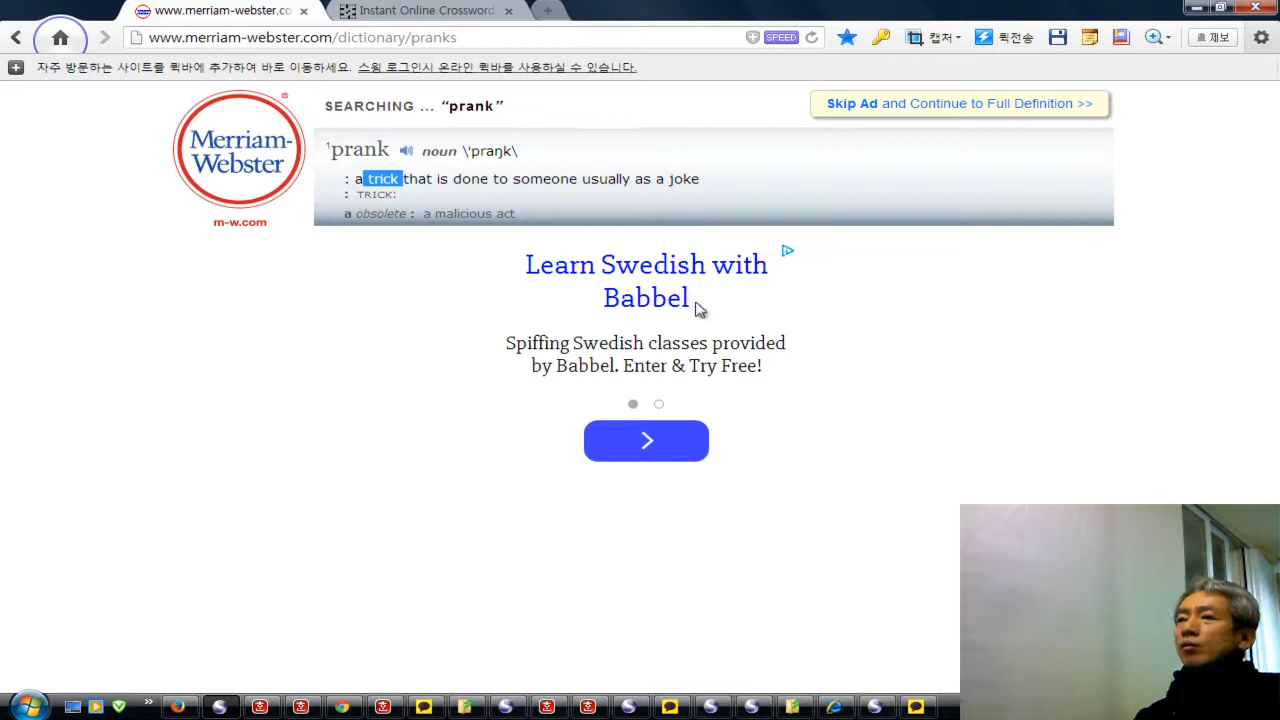 www.merriam-webster.co
Instant Online Crossword
www.merriam-webster.com/dictionary/pranks
SPEED
캡처
퀵전송
제보
자주 방문하는 사이트를 퀵바에 추가하여 바로 이동하세요. 스윙 로그인시 온라인 퀵바를 사용하실 수 있습니다.
Merriam-
Webster
®
m-w.com
SEARCHING ... “prank”
Skip Ad and Continue to Full Definition >>
1prank noun \ˈpraŋk\
: a trick that is done to someone usually as a joke
: TRICK:
a obsolete : a malicious act
Learn Swedish with
Babbel
Spiffing Swedish classes provided
by Babbel. Enter & Try Free!